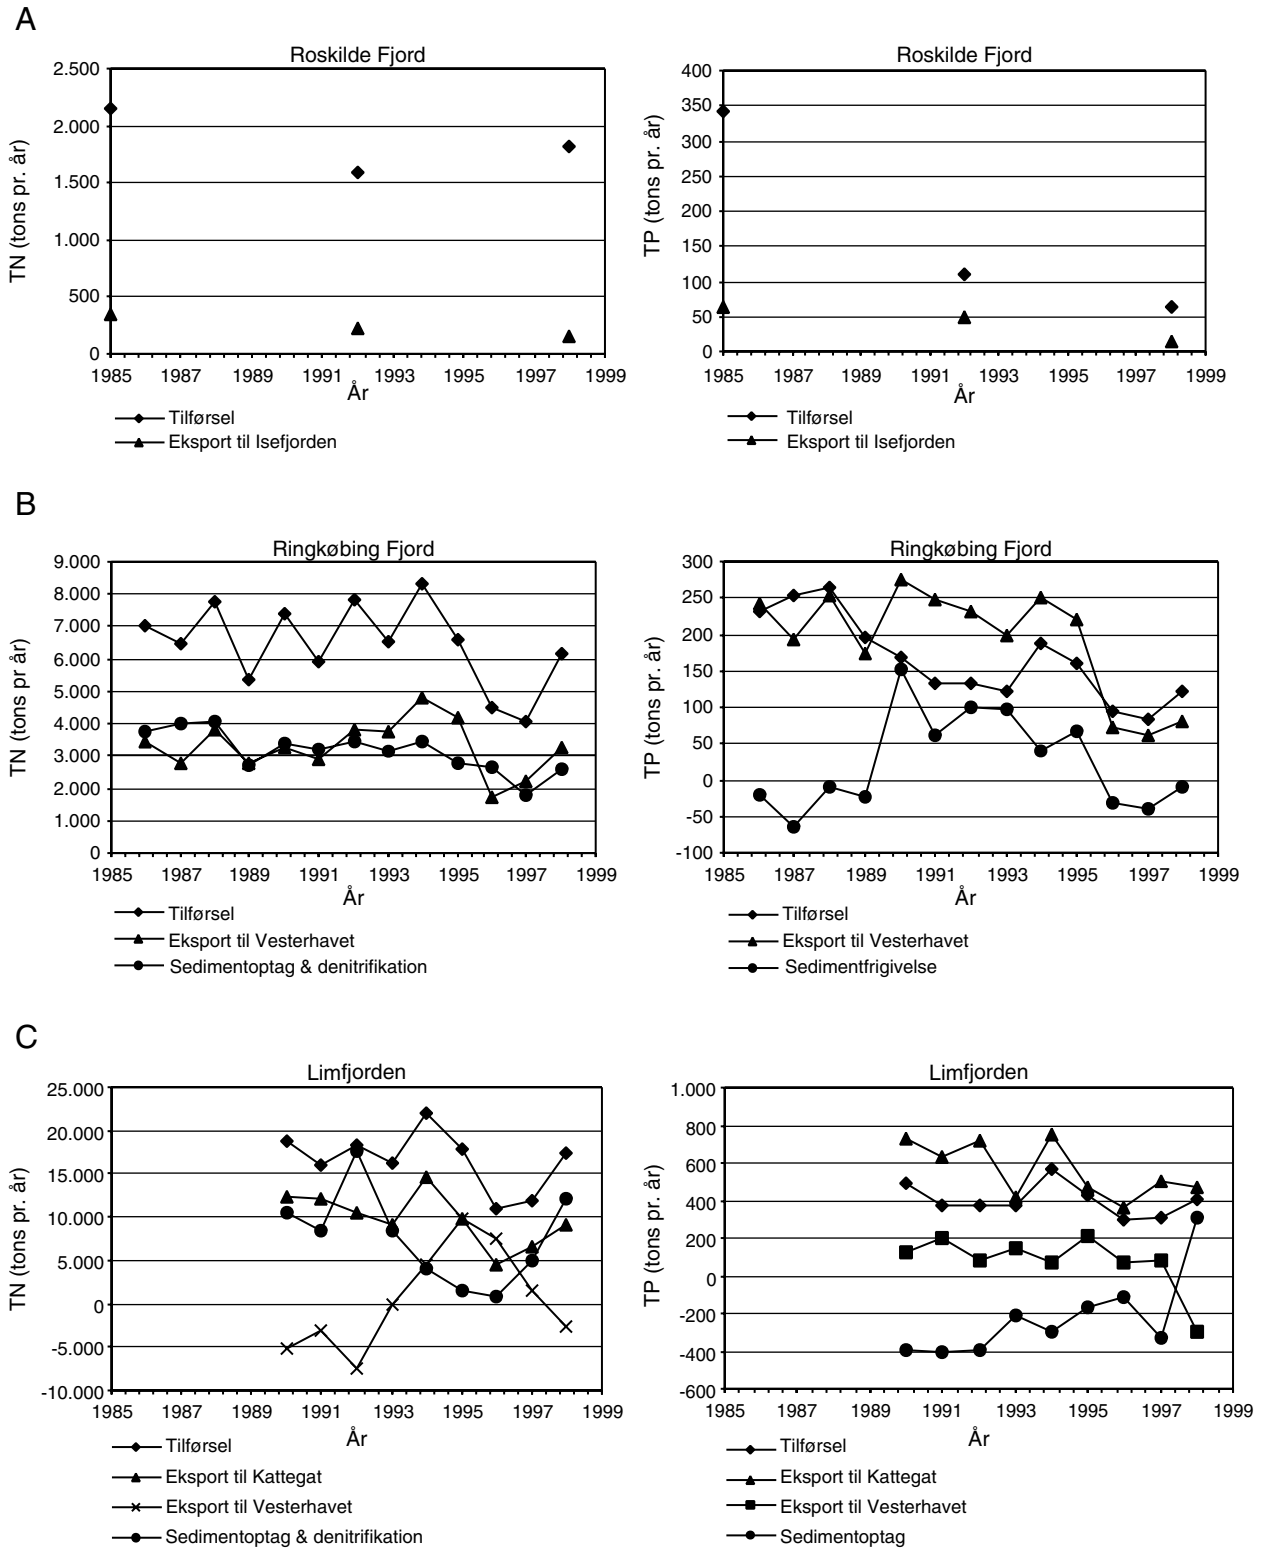 A
Roskilde Fjord
TN (tons pr. år)
2.500
2.000
1.500
1.000
500
0
1985 1987 1989 1991 1993 1995 1997 1999
År
Tilførsel
Eksport til Isefjorden
Roskilde Fjord
TP (tons pr. år)
400
350
300
250
200
150
100
50
0
1985 1987 1989 1991 1993 1995 1997 1999
År
Tilførsel
Eksport til Isefjorden
B
Ringkøbing Fjord
TN (tons pr år)
9.000
8.000
7.000
6.000
5.000
4.000
3.000
2.000
1.000
0
1985 1987 1989 1991 1993 1995 1997 1999
År
Tilførsel
Eksport til Vesterhavet
Sedimentoptag & denitrifikation
Ringkøbing Fjord
TP (tons pr. år)
300
250
200
150
100
50
0
-50
-100
1985 1987 1989 1991 1993 1995 1997 1999
År
Tilførsel
Eksport til Vesterhavet
Sedimentfrigivelse
C
Limfjorden
TN (tons pr. år)
25.000
20.000
15.000
10.000
5.000
0
-5.000
-10.000
1985 1987 1989 1991 1993 1995 1997 1999
År
Tilførsel
Eksport til Kattegat
Eksport til Vesterhavet
Sedimentoptag & denitrifikation
Limfjorden
TP (tons pr. år)
1.000
800
600
400
200
0
-200
-400
-600
1985 1987 1989 1991 1993 1995 1997 1999
År
Tilførsel
Eksport til Kattegat
Eksport til Vesterhavet
Sedimentoptag